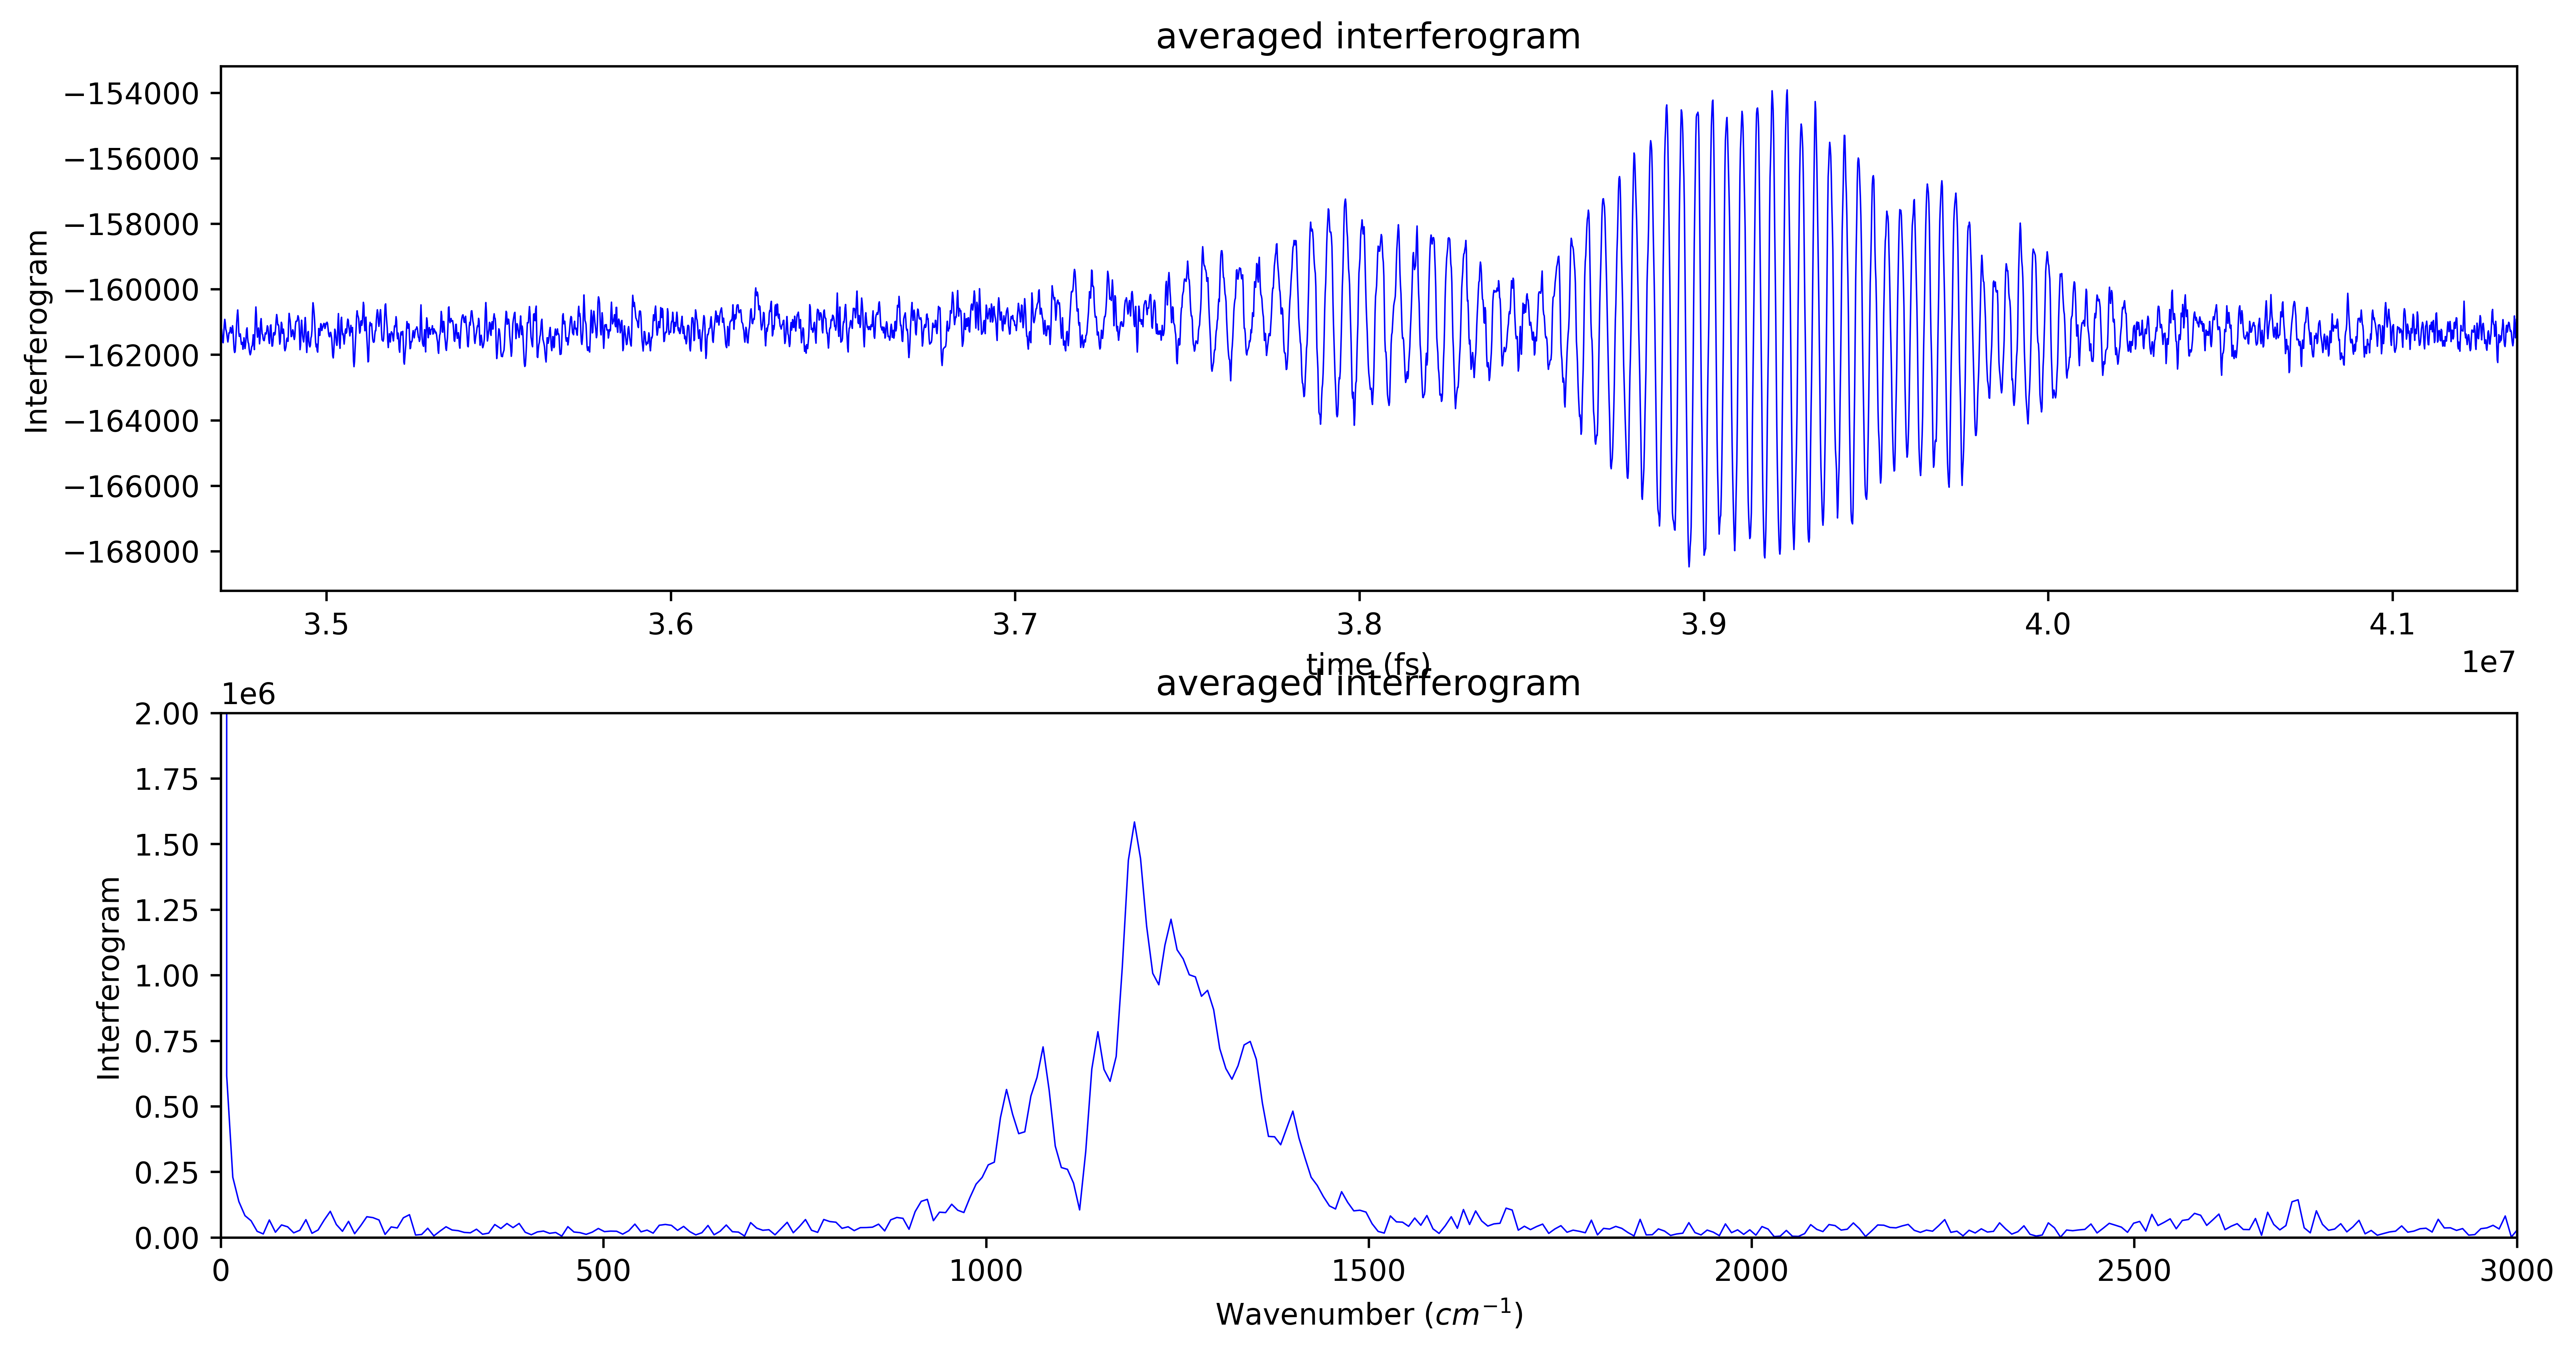 averaged interferogram
Interferogram
−154000
−156000
−158000
−160000
−162000
−164000
−166000
−168000
3.5 3.6 3.7 3.8 3.9 4.0 4.1
time (fs)
1e7
averaged interferogram
1e6
Interferogram
2.00
1.75
1.50
1.25
1.00
0.75
0.50
0.25
0.00
0 500 1000 1500 2000 2500 3000
Wavenumber (cm⁻¹)